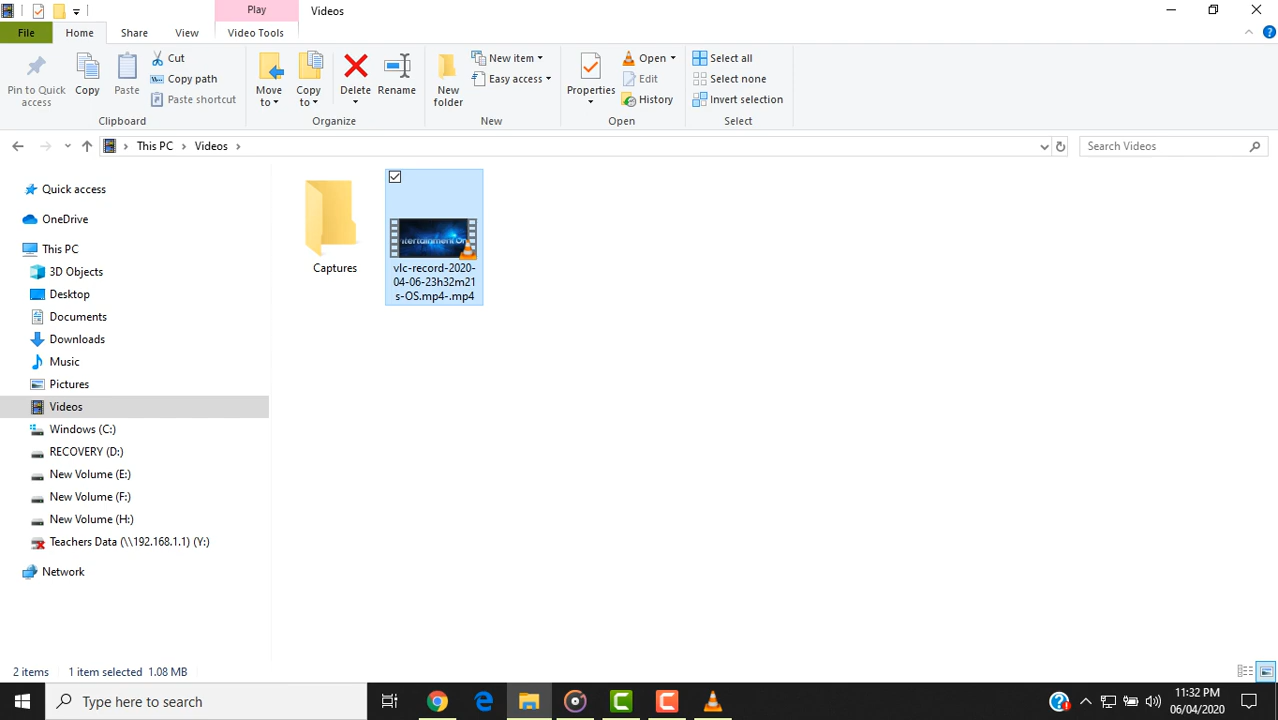 Play
Videos
File
Home
Share
View
Video Tools
Pin to Quick access
Copy
Paste
Cut
Copy path
Paste shortcut
Clipboard
Move to
Copy to
Delete
Rename
Organize
New folder
New item
Easy access
New
Properties
Open
Edit
History
Open
Select all
Select none
Invert selection
Select
This PC
Videos
Search Videos
Quick access
OneDrive
This PC
3D Objects
Desktop
Documents
Downloads
Music
Pictures
Videos
Windows (C:)
RECOVERY (D:)
New Volume (E:)
New Volume (F:)
New Volume (H:)
Teachers Data (\\192.168.1.1) (Y:)
Network
Captures
ntertainment On
vlc-record-2020-
04-06-23h32m21
s-OS.mp4-.mp4
2 items
1 item selected 1.08 MB
Type here to search
11:32 PM
06/04/2020